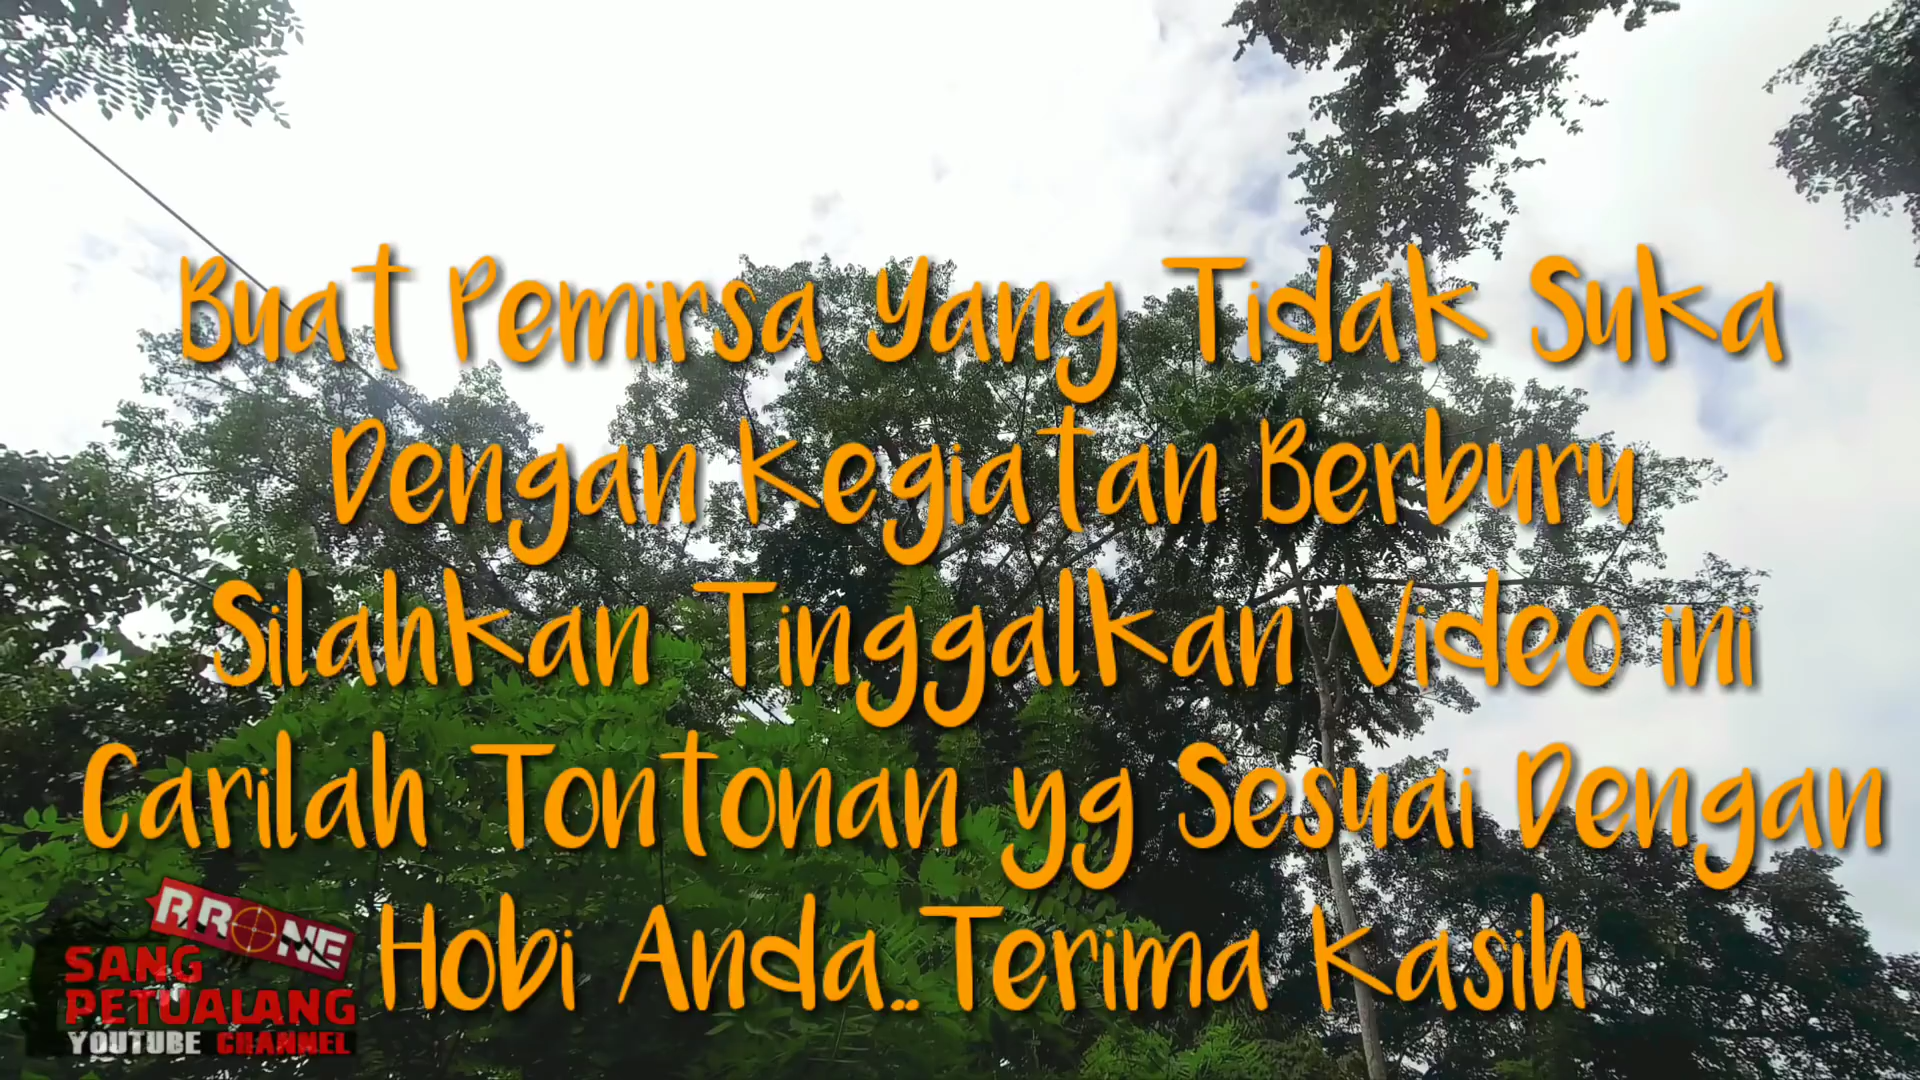 Buat Pemirsa Yang Tidak Suka
Dengan Kegiatan Berburu
Silahkan Tinggalkan Video ini
Carilah Tontonan yg Sesuai Dengan
Hobi Anda.. Terima Kasih
RRONE
SANG
PETUALANG
YOUTUBE CHANNEL